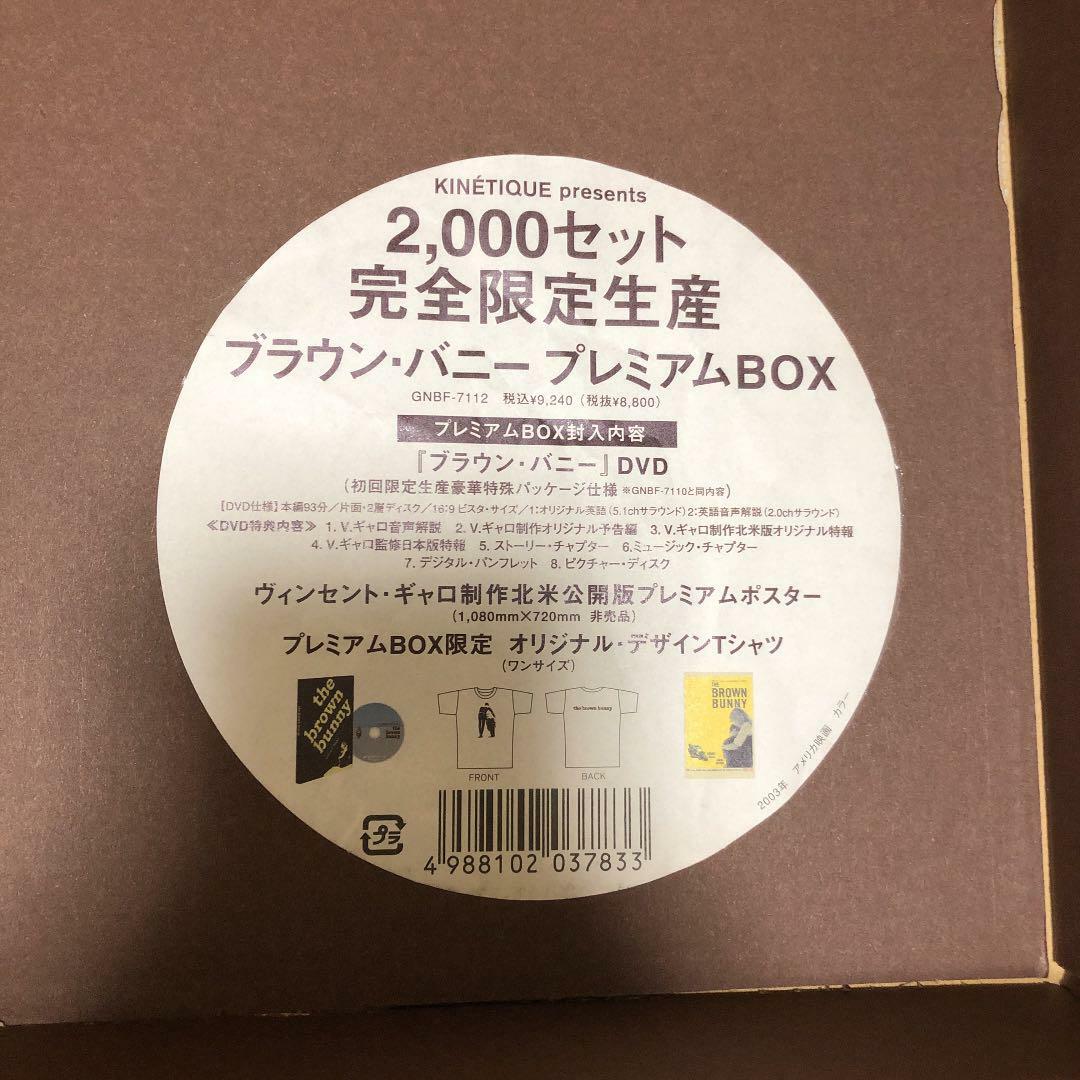 KINÉTIQUE presents
2,000セット
完全限定生産
ブラウン・バニー プレミアムBOX
GNBF-7112 税込¥9,240（税抜¥8,800）
プレミアムBOX封入内容
『ブラウン・バニー』DVD
（初回限定生産豪華特殊パッケージ仕様 ※GNBF-7110と同内容）
【DVD仕様】本編93分／片面・2層ディスク／16:9 ビスタ・サイズ／1:オリジナル英語（5.1chサラウンド）2:英語音声解説（2.0chサラウンド）
≪DVD特典内容≫ 1. V.ギャロ音声解説 2. V.ギャロ制作オリジナル予告編 3. V.ギャロ制作北米版オリジナル特報
4. V.ギャロ監修日本版特報 5. ストーリー・チャプター 6.ミュージック・チャプター
7. デジタル・パンフレット 8. ピクチャー・ディスク
ヴィンセント・ギャロ制作北米公開版プレミアムポスター
（1,080mm×720mm 非売品）
プレミアムBOX限定 オリジナル・デザインTシャツ
（ワンサイズ）
the
brown
bunny
the
brown
bunny
the brown bunny
THE
BROWN
BUNNY
FRONT
BACK
2003年 アメリカ映画 カラー
プラ
4 988102 037833